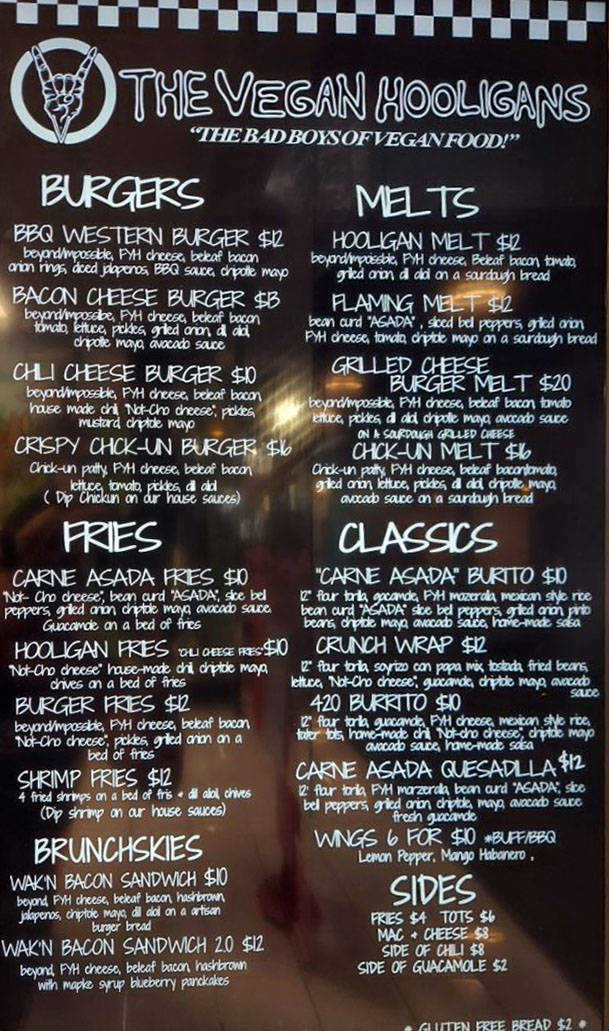 THE VEGAN HOOLIGANS
"THE BAD BOYS OF VEGAN FOOD!"
BURGERS
BBQ WESTERN BURGER $12
beyond/impossible, FYH cheese, beleaf bacon
onion rings, diced jalapenos, BBQ sauce, chipotle mayo
BACON CHEESE BURGER $13
beyond/impossilbe, FYH cheese, beleaf bacon
tomato, lettuce, pickles, grilled onion, dill aioli,
chipotle mayo, avocado sauce
CHILI CHEESE BURGER $10
beyond/impossible, FYH cheese, beleaf bacon
house made chili, "Not-Cho cheese", pickles,
mustard, chiptole mayo
CRISPY CHICK-UN BURGER $16
Chick-un patty, FYH cheese, beleaf bacon,
lettuce, tomato, pickles, dill aioli
( Dip Chickun on our house sauces)
FRIES
CARNE ASADA FRIES $10
"Not- Cho cheese", bean curd "ASADA", slice bell
peppers, grilled onion, chiptole mayo, avocado sauce.
Guacamole on a bed of fries
HOOLIGAN FRIES "CHILI CHEESE FRIES" $10
"Not-Cho cheese" house-made chili, chiptole mayo,
chives on a bed of fries
BURGER FRIES $12
beyond/impossible, FYH cheese, beleaf bacon,
"Not-Cho cheese", pickles, grilled onion on a
bed of fries
SHRIMP FRIES $12
4 fried shrimps on a bed of fris + dill aioli, chives
(Dip shrimp on our house sauces)
BRUNCHSKIES
WAK'N BACON SANDWICH $10
beyond, FYH cheese, beleaf bacon, hashbrown,
jalapenos, chiptole mayo, dill aioli on a artisan
burger bread
WAK'N BACON SANDWICH 2.0 $12
beyond, FYH cheese, beleaf bacon, hashbrown
with maple syrup blueberry panckakes
MELTS
HOOLIGAN MELT $12
beyond/impossible, FYH cheese, Beleaf bacon, tomato,
grilled onion, dill aioli on a sourdough bread
FLAMING MELT $12
bean curd "ASADA" , sliced bell peppers, grilled onion,
FYH cheese, tomato, chiptole mayo on a sourdough bread
GRILLED CHEESE
BURGER MELT $20
beyond/impossible, FYH cheese, beleaf bacon, tomato
lettuce, pickles, dill aioli, chipotle mayo, avocado sauce
ON A SOURDOUGH GRILLED CHEESE
CHICK-UN MELT $16
Chick-un patty, FYH cheese, beleaf bacon,tomato,
grilled onion, lettuce, pickles, dill aioli, chipotle, mayo,
avocado sauce on a sourdough bread
CLASSICS
"CARNE ASADA" BURITO $10
12" flour tortilla, guacamole, FYH mozerralla, mexican style rice
bean curd "ASADA" slice bell peppers, grilled onion, pinto
beans, chiptole mayo, avocado sauce, home-made salsa
CRUNCH WRAP $12
12" flour tortilla, soyrizo con papa mix, tostada, fried beans,
lettuce, "Not-Cho cheese", guacamole, chiptole mayo, avocado
sauce
420 BURRITO $10
12" flour tortilla, guacamole, FYH cheese, mexican style rice,
tater tots, home-made chili, "Not-cho cheese", chiptole mayo
avocado sauce, home-made salsa
CARNE ASADA QUESADILLA $12
12" flour tortilla, FYH morzeralla, bean curd "ASADA", slice
bell peppers, grilled onion, chiptole, mayo, avocado sauce
fresh guacamole
WINGS 6 FOR $10 *BUFF/BBQ
Lemon Pepper, Mango Habanero ,
SIDES
FRIES $4 TOTS $6
MAC + CHEESE $8
SIDE OF CHILI $8
SIDE OF GUACAMOLE $2
* GLUTEN FREE BREAD $2 *